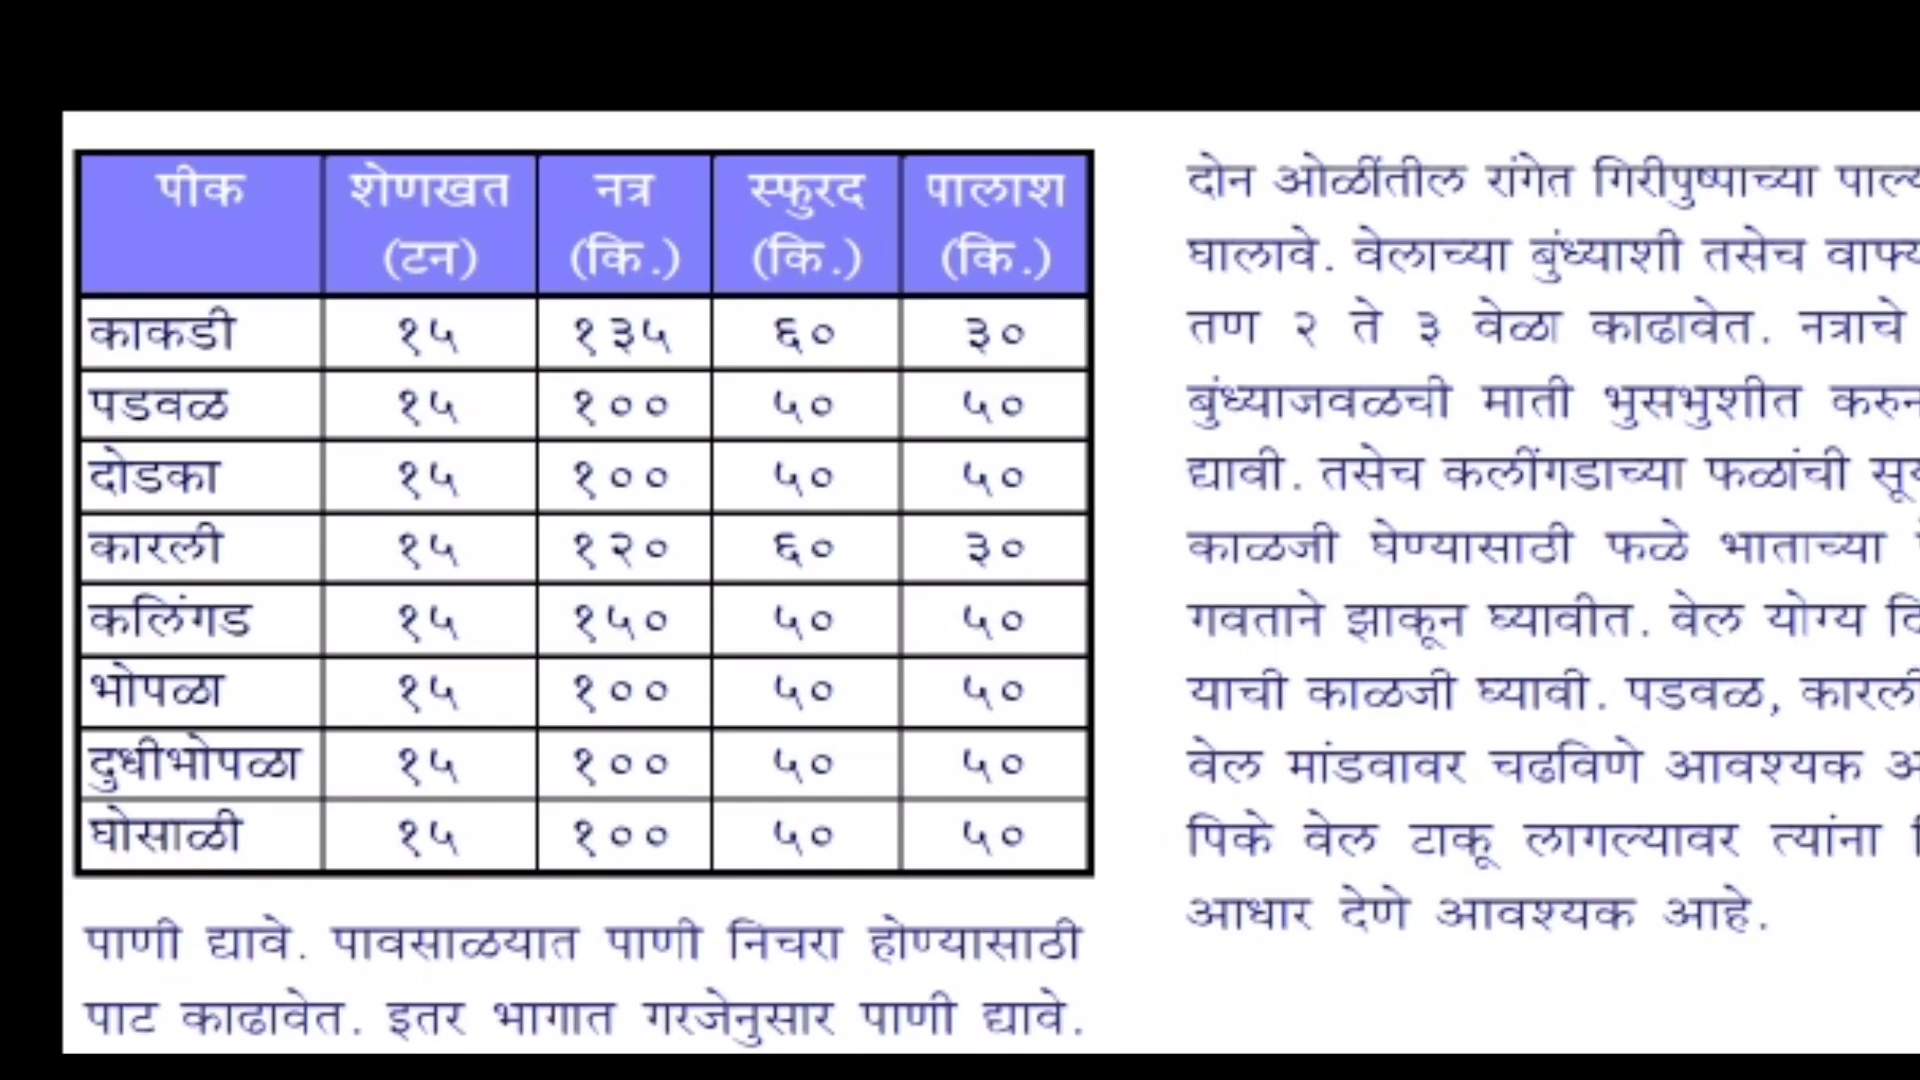 पीक शेणखत नत्र स्फुरद पालाश
(टन) (कि.) (कि.) (कि.)
काकडी १५ १३५ ६० ३०
पडवळ १५ १०० ५० ५०
दोडका १५ १०० ५० ५०
कारली १५ १२० ६० ३०
कलिंगड १५ १५० ५० ५०
भोपळा १५ १०० ५० ५०
दुधीभोपळा १५ १०० ५० ५०
घोसाळी १५ १०० ५० ५०
पाणी द्यावे. पावसाळयात पाणी निचरा होण्यासाठी
पाट काढावेत. इतर भागात गरजेनुसार पाणी द्यावे.
दोन ओळींतील रांगेत गिरीपुष्पाच्या
घालावे. वेलाच्या बुंध्याशी तसेच
तण २ ते ३ वेळा काढावेत. नत्राचे
बुंध्याजवळची माती भुसभुशीत करुन
द्यावी. तसेच कलींगडाच्या फळांची
काळजी घेण्यासाठी फळे भाताच्या
गवताने झाकून घ्यावीत. वेल योग्य
याची काळजी घ्यावी. पडवळ, कारली
वेल मांडवावर चढविणे आवश्यक
पिके वेल टाकू लागल्यावर त्यांना
आधार देणे आवश्यक आहे.